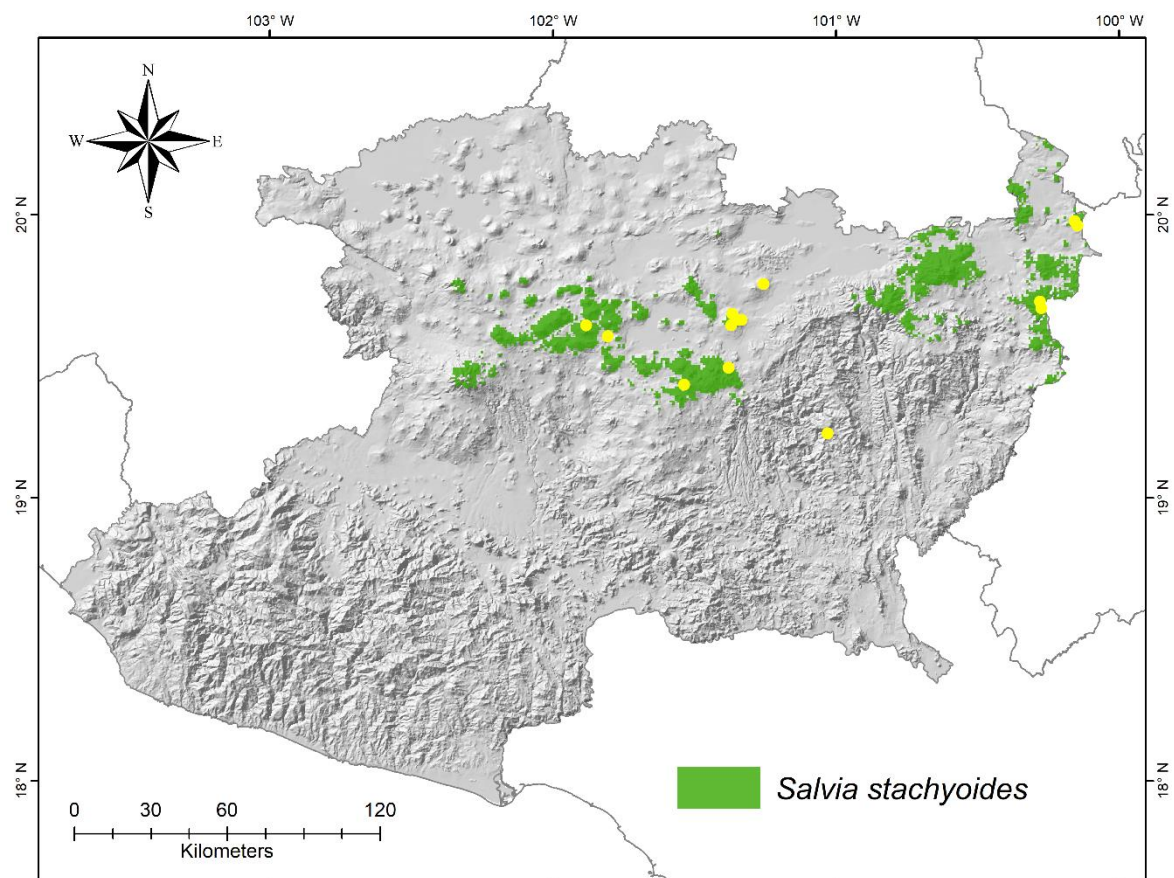 103° W 102° W 101° W 100° W
N
W E
S
20° N 20° N
19° N 19° N
18° N 18° N
Salvia stachyoides
0 30 60 120
Kilometers